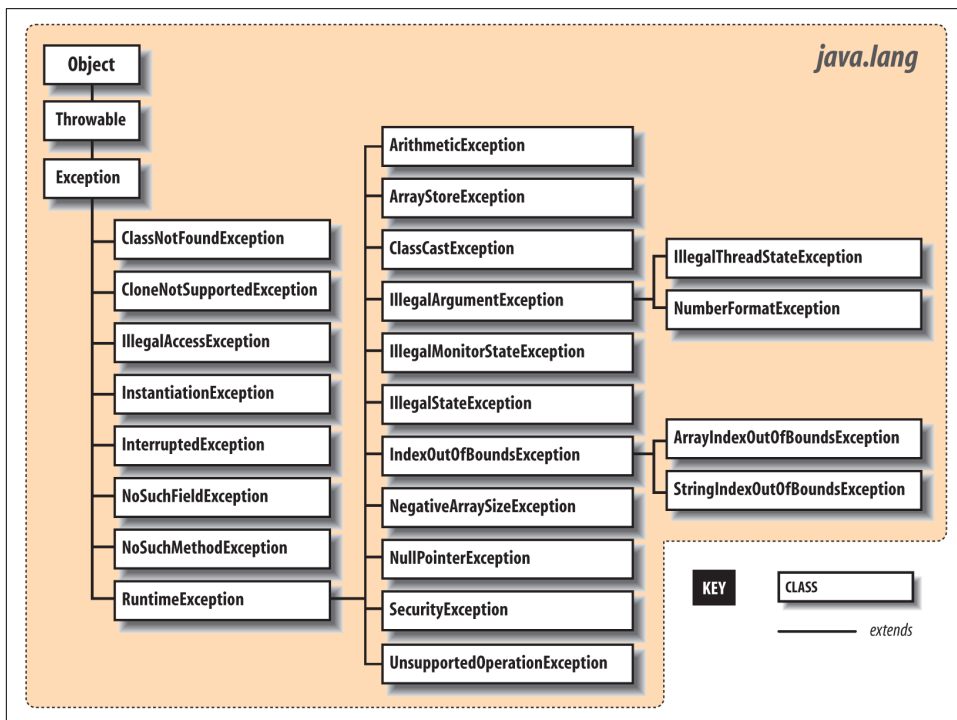 java.lang
Object
Throwable
Exception
ClassNotFoundException
CloneNotSupportedException
IllegalAccessException
InstantiationException
InterruptedException
NoSuchFieldException
NoSuchMethodException
RuntimeException
ArithmeticException
ArrayStoreException
ClassCastException
IllegalArgumentException
IllegalMonitorStateException
IllegalStateException
IndexOutOfBoundsException
NegativeArraySizeException
NullPointerException
SecurityException
UnsupportedOperationException
IllegalThreadStateException
NumberFormatException
ArrayIndexOutOfBoundsException
StringIndexOutOfBoundsException
KEY
CLASS
extends